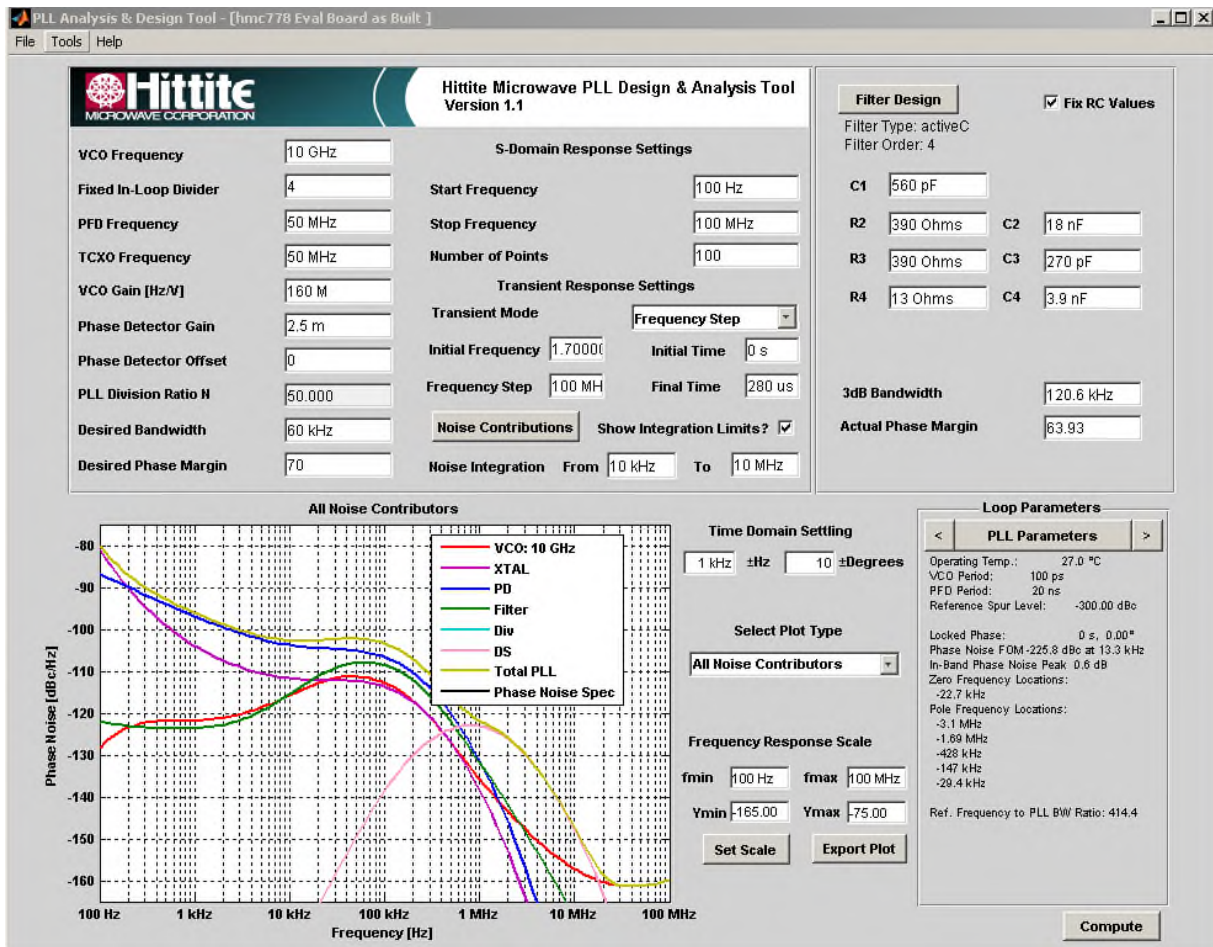 PLL Analysis & Design Tool - [hmc778 Eval Board as Built ]
File Tools Help
Hittite
MICROWAVE CORPORATION
Hittite Microwave PLL Design & Analysis Tool
Version 1.1
VCO Frequency 10 GHz
Fixed In-Loop Divider 4
PFD Frequency 50 MHz
TCXO Frequency 50 MHz
VCO Gain [Hz/V] 160 M
Phase Detector Gain 2.5 m
Phase Detector Offset 0
PLL Division Ratio N 50.000
Desired Bandwidth 60 kHz
Desired Phase Margin 70
S-Domain Response Settings
Start Frequency 100 Hz
Stop Frequency 100 MHz
Number of Points 100
Transient Response Settings
Transient Mode Frequency Step
Initial Frequency 1.7000( Initial Time 0 s
Frequency Step 100 MH Final Time 280 us
Noise Contributions Show Integration Limits?
Noise Integration From 10 kHz To 10 MHz
Filter Design Fix RC Values
Filter Type: activeC
Filter Order: 4
C1 560 pF
R2 390 Ohms C2 18 nF
R3 390 Ohms C3 270 pF
R4 13 Ohms C4 3.9 nF
3dB Bandwidth 120.6 kHz
Actual Phase Margin 63.93
All Noise Contributors
Phase Noise [dBc/Hz]
-80
-90
-100
-110
-120
-130
-140
-150
-160
VCO: 10 GHz
XTAL
PD
Filter
Div
DS
Total PLL
Phase Noise Spec
100 Hz 1 kHz 10 kHz 100 kHz 1 MHz 10 MHz 100 MHz
Frequency [Hz]
Time Domain Settling
1 kHz ±Hz 10 ±Degrees
Select Plot Type
All Noise Contributors
Frequency Response Scale
fmin 100 Hz fmax 100 MHz
Ymin -165.00 Ymax -75.00
Set Scale Export Plot
Loop Parameters
< PLL Parameters >
Operating Temp.: 27.0 °C
VCO Period: 100 ps
PFD Period: 20 ns
Reference Spur Level: -300.00 dBc
Locked Phase: 0 s, 0.00°
Phase Noise FOM-225.8 dBc at 13.3 kHz
In-Band Phase Noise Peak 0.6 dB
Zero Frequency Locations:
-22.7 kHz
Pole Frequency Locations:
-3.1 MHz
-1.69 MHz
-428 kHz
-147 kHz
-29.4 kHz
Ref. Frequency to PLL BW Ratio: 414.4
Compute